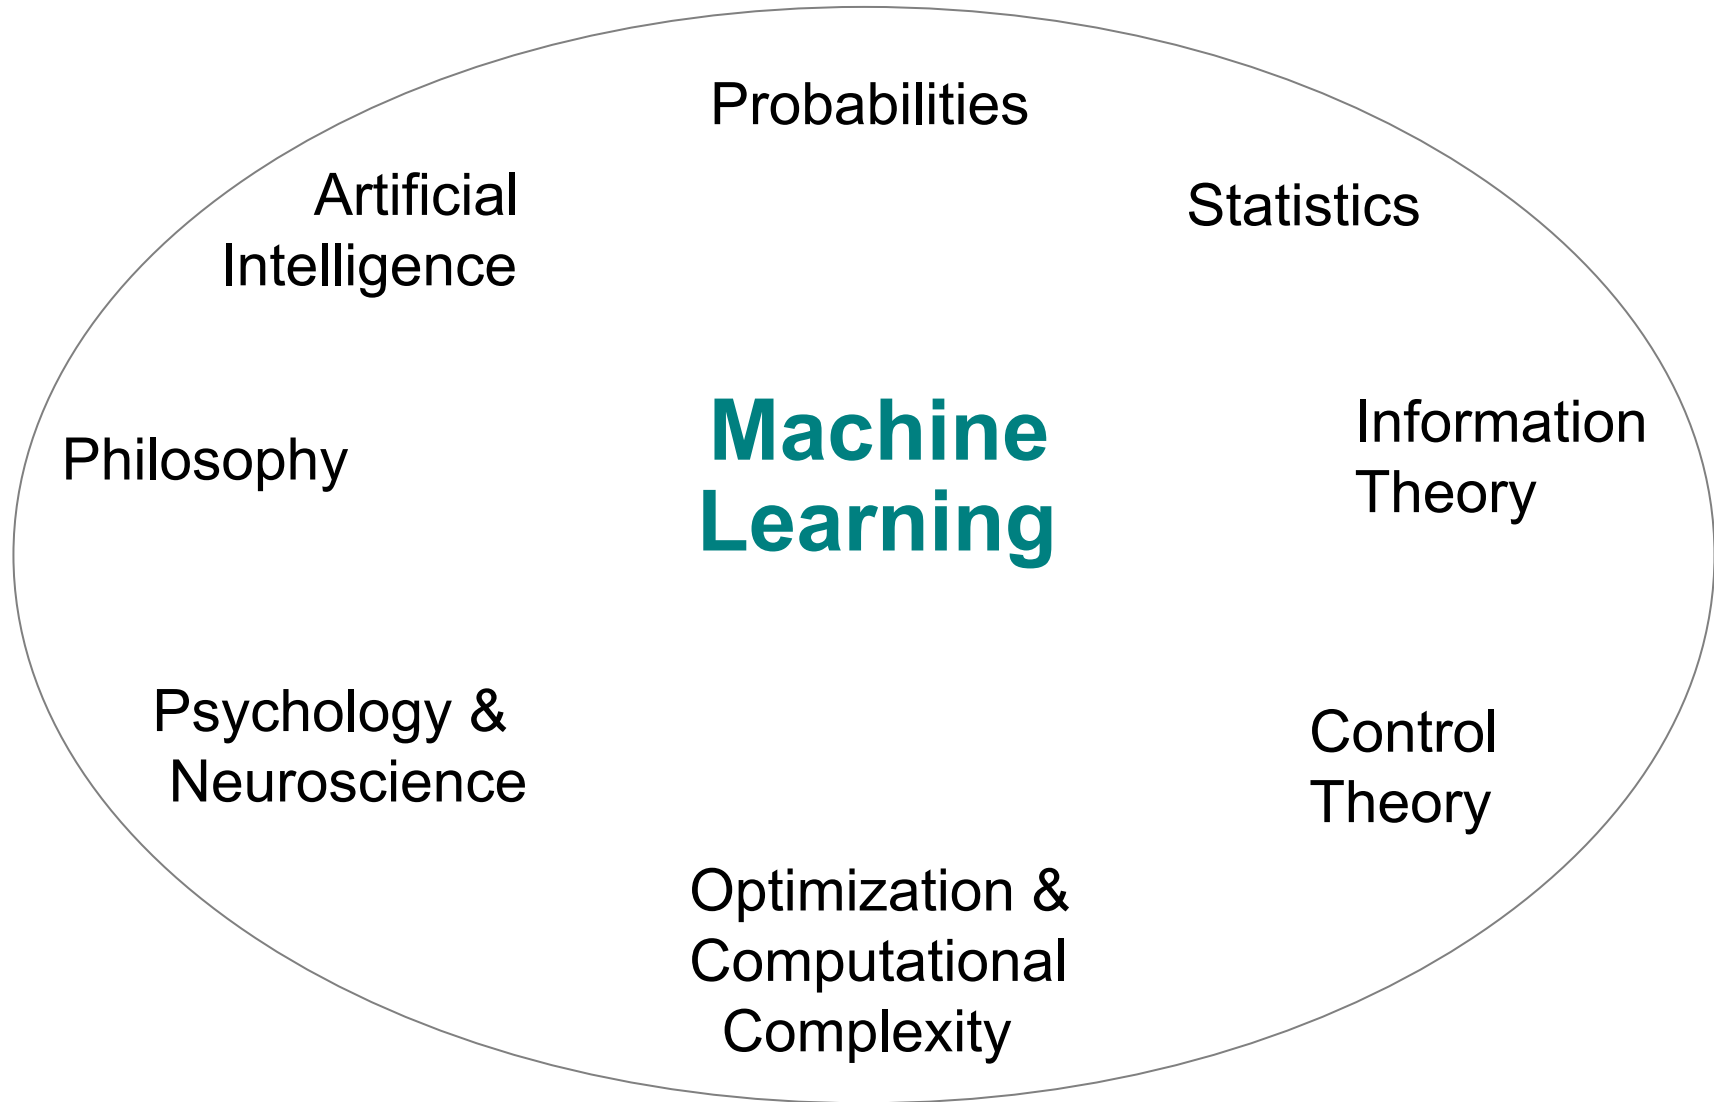 Probabilities
Artificial
Intelligence
Statistics
Machine
Learning
Information
Theory
Philosophy
Psychology &
Neuroscience
Control
Theory
Optimization &
Computational
Complexity